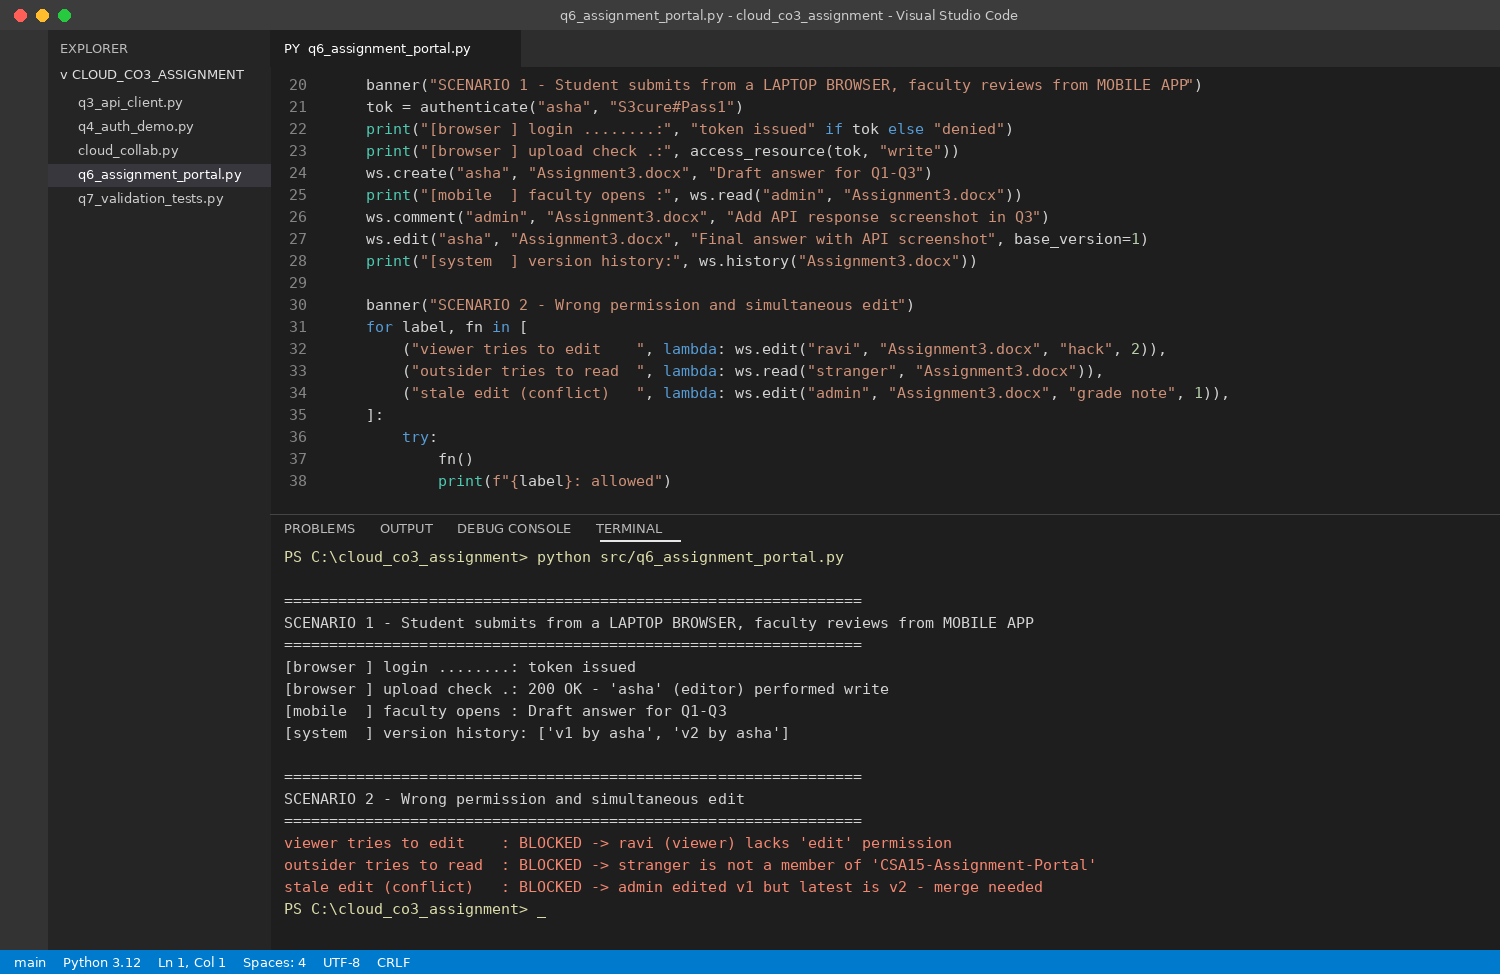 q6_assignment_portal.py - cloud_co3_assignment - Visual Studio Code
EXPLORER
v CLOUD_CO3_ASSIGNMENT
q3_api_client.py
q4_auth_demo.py
cloud_collab.py
q6_assignment_portal.py
q7_validation_tests.py
PY q6_assignment_portal.py
20     banner("SCENARIO 1 - Student submits from a LAPTOP BROWSER, faculty reviews from MOBILE APP")
21     tok = authenticate("asha", "S3cure#Pass1")
22     print("[browser ] login ........:", "token issued" if tok else "denied")
23     print("[browser ] upload check .:", access_resource(tok, "write"))
24     ws.create("asha", "Assignment3.docx", "Draft answer for Q1-Q3")
25     print("[mobile  ] faculty opens :", ws.read("admin", "Assignment3.docx"))
26     ws.comment("admin", "Assignment3.docx", "Add API response screenshot in Q3")
27     ws.edit("asha", "Assignment3.docx", "Final answer with API screenshot", base_version=1)
28     print("[system  ] version history:", ws.history("Assignment3.docx"))
29
30     banner("SCENARIO 2 - Wrong permission and simultaneous edit")
31     for label, fn in [
32         ("viewer tries to edit    ", lambda: ws.edit("ravi", "Assignment3.docx", "hack", 2)),
33         ("outsider tries to read  ", lambda: ws.read("stranger", "Assignment3.docx")),
34         ("stale edit (conflict)   ", lambda: ws.edit("admin", "Assignment3.docx", "grade note", 1)),
35     ]:
36         try:
37             fn()
38             print(f"{label}: allowed")
PROBLEMS OUTPUT DEBUG CONSOLE TERMINAL
PS C:\cloud_co3_assignment> python src/q6_assignment_portal.py
================================================================
SCENARIO 1 - Student submits from a LAPTOP BROWSER, faculty reviews from MOBILE APP
================================================================
[browser ] login ........: token issued
[browser ] upload check .: 200 OK - 'asha' (editor) performed write
[mobile  ] faculty opens : Draft answer for Q1-Q3
[system  ] version history: ['v1 by asha', 'v2 by asha']
================================================================
SCENARIO 2 - Wrong permission and simultaneous edit
================================================================
viewer tries to edit    : BLOCKED -> ravi (viewer) lacks 'edit' permission
outsider tries to read  : BLOCKED -> stranger is not a member of 'CSA15-Assignment-Portal'
stale edit (conflict)   : BLOCKED -> admin edited v1 but latest is v2 - merge needed
PS C:\cloud_co3_assignment> _
main Python 3.12 Ln 1, Col 1 Spaces: 4 UTF-8 CRLF